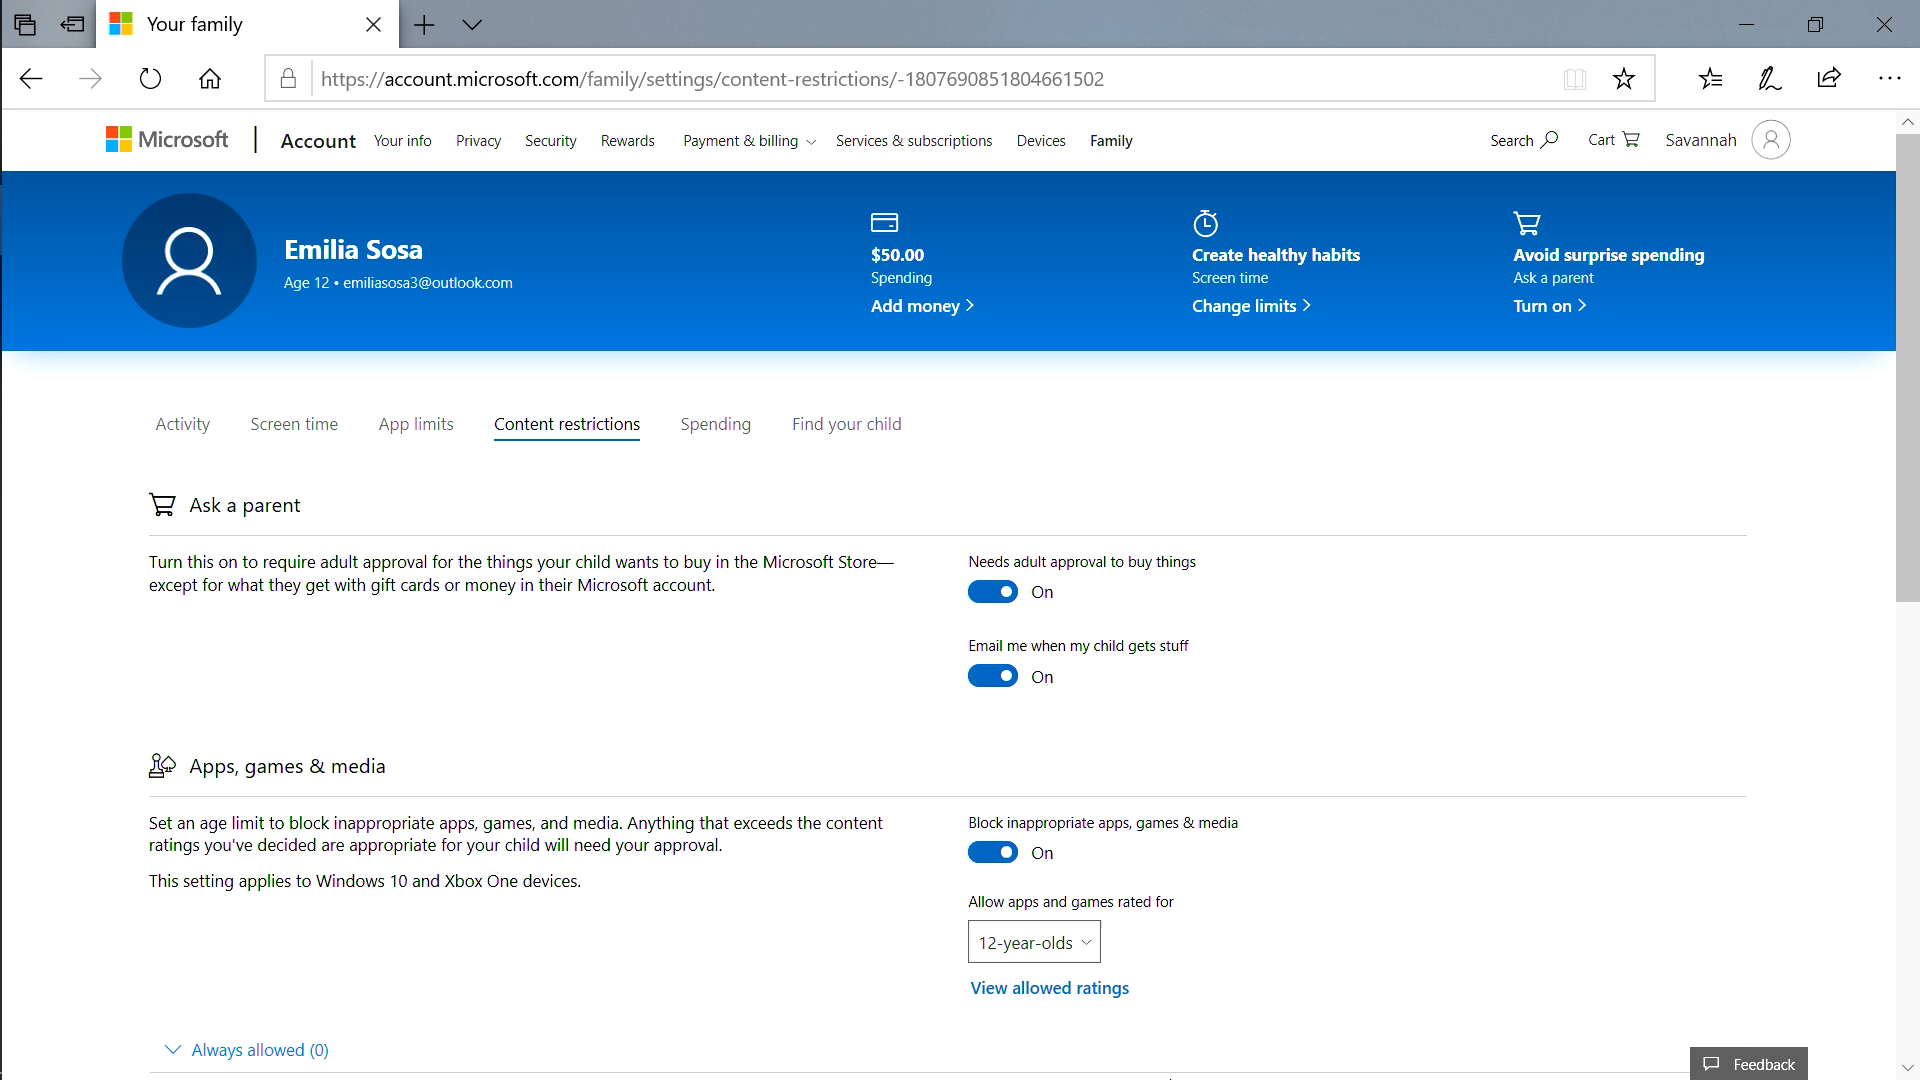 Your family
https://account.microsoft.com/family/settings/content-restrictions/-1807690851804661502
Microsoft Account Your info Privacy Security Rewards Payment & billing Services & subscriptions Devices Family Search Cart Savannah
Emilia Sosa
Age 12 • emiliasosa3@outlook.com
$50.00
Spending
Add money
Create healthy habits
Screen time
Change limits
Avoid surprise spending
Ask a parent
Turn on
Activity Screen time App limits Content restrictions Spending Find your child
Ask a parent
Turn this on to require adult approval for the things your child wants to buy in the Microsoft Store—
except for what they get with gift cards or money in their Microsoft account.
Needs adult approval to buy things
On
Email me when my child gets stuff
On
Apps, games & media
Set an age limit to block inappropriate apps, games, and media. Anything that exceeds the content
ratings you've decided are appropriate for your child will need your approval.
This setting applies to Windows 10 and Xbox One devices.
Block inappropriate apps, games & media
On
Allow apps and games rated for
12-year-olds
View allowed ratings
Always allowed (0)
Feedback